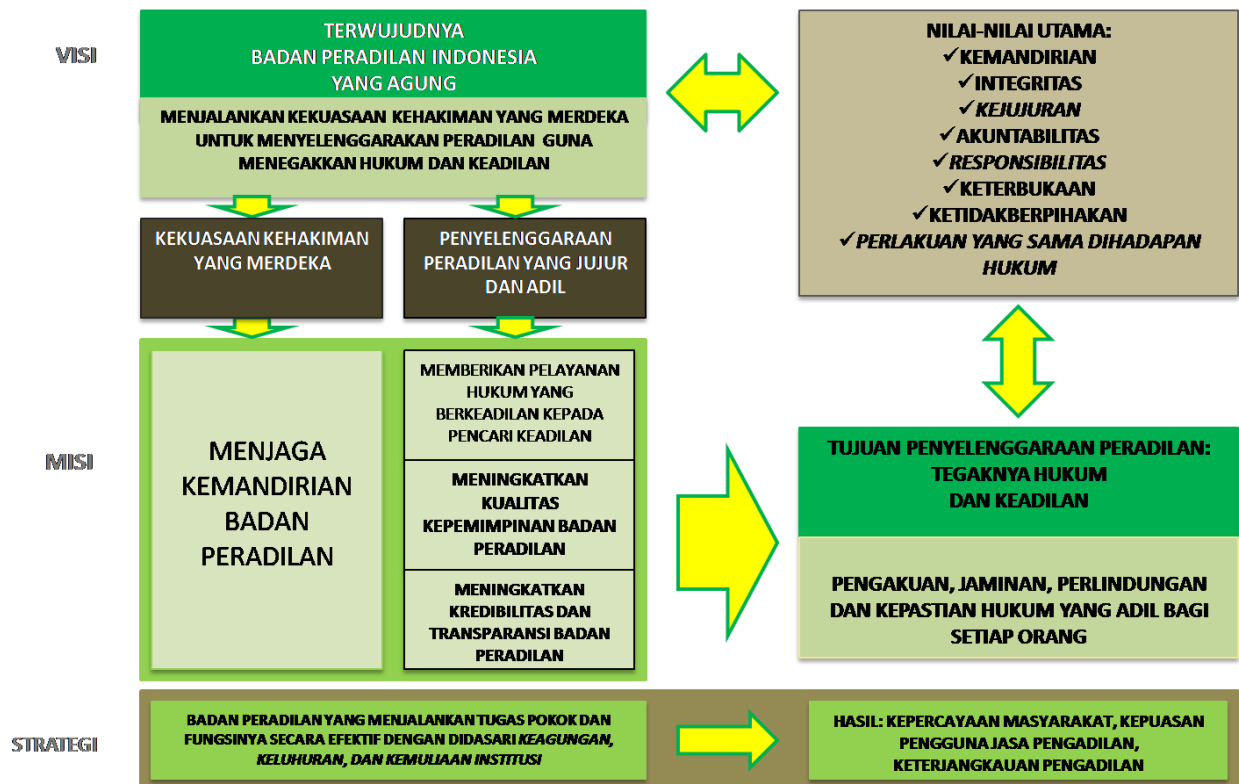 VISI
TERWUJUDNYA
BADAN PERADILAN INDONESIA
YANG AGUNG
MENJALANKAN KEKUASAAN KEHAKIMAN YANG MERDEKA
UNTUK MENYELENGGARAKAN PERADILAN GUNA
MENEGAKKAN HUKUM DAN KEADILAN
NILAI-NILAI UTAMA:
✓KEMANDIRIAN
✓INTEGRITAS
✓KEJUJURAN
✓AKUNTABILITAS
✓RESPONSIBILITAS
✓KETERBUKAAN
✓KETIDAKBERPIHAKAN
✓PERLAKUAN YANG SAMA DIHADAPAN
HUKUM
KEKUASAAN KEHAKIMAN
YANG MERDEKA
PENYELENGGARAAN
PERADILAN YANG JUJUR
DAN ADIL
MISI
MENJAGA
KEMANDIRIAN
BADAN
PERADILAN
MEMBERIKAN PELAYANAN
HUKUM YANG
BERKEADILAN KEPADA
PENCARI KEADILAN
MENINGKATKAN
KUALITAS
KEPEMIMPINAN BADAN
PERADILAN
MENINGKATKAN
KREDIBILITAS DAN
TRANSPARANSI BADAN
PERADILAN
TUJUAN PENYELENGGARAAN PERADILAN:
TEGAKNYA HUKUM
DAN KEADILAN
PENGAKUAN, JAMINAN, PERLINDUNGAN
DAN KEPASTIAN HUKUM YANG ADIL BAGI
SETIAP ORANG
STRATEGI
BADAN PERADILAN YANG MENJALANKAN TUGAS POKOK DAN
FUNGSINYA SECARA EFEKTIF DENGAN DIDASARI KEAGUNGAN,
KELUHURAN, DAN KEMULIAAN INSTITUSI
HASIL: KEPERCAYAAN MASYARAKAT, KEPUASAN
PENGGUNA JASA PENGADILAN,
KETERJANGKAUAN PENGADILAN